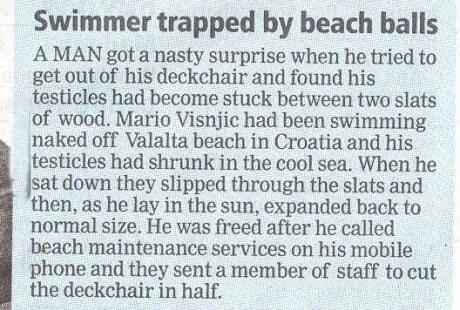 Swimmer trapped by beach balls
A MAN got a nasty surprise when he tried to
get out of his deckchair and found his
testicles had become stuck between two slats
of wood. Mario Visnjic had been swimming
naked off Valalta beach in Croatia and his
testicles had shrunk in the cool sea. When he
sat down they slipped through the slats and
then, as he lay in the sun, expanded back to
normal size. He was freed after he called
beach maintenance services on his mobile
phone and they sent a member of staff to cut
the deckchair in half.